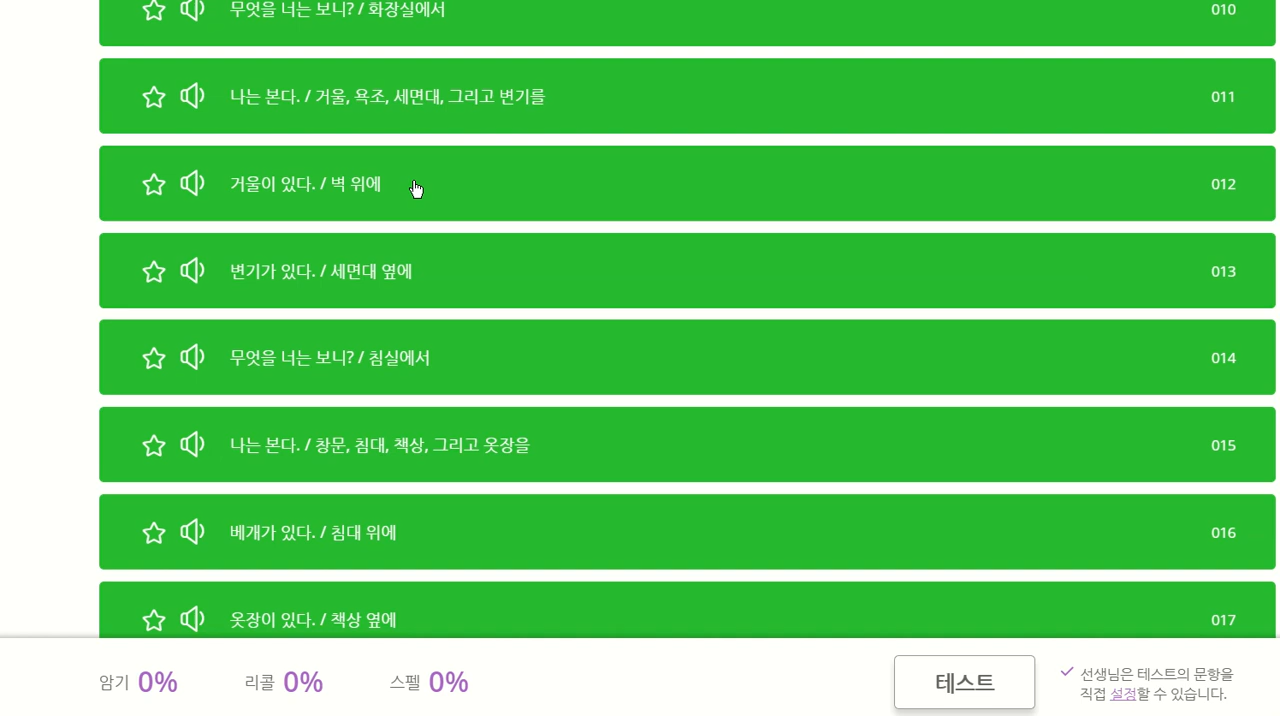 무엇을 너는 보니? / 화장실에서 010
나는 본다. / 거울, 욕조, 세면대, 그리고 변기를 011
거울이 있다. / 벽 위에 012
변기가 있다. / 세면대 옆에 013
무엇을 너는 보니? / 침실에서 014
나는 본다. / 창문, 침대, 책상, 그리고 옷장을 015
베개가 있다. / 침대 위에 016
옷장이 있다. / 책상 옆에 017
암기 0% 리콜 0% 스펠 0%
테스트
선생님은 테스트의 문항을
직접 설정할 수 있습니다.